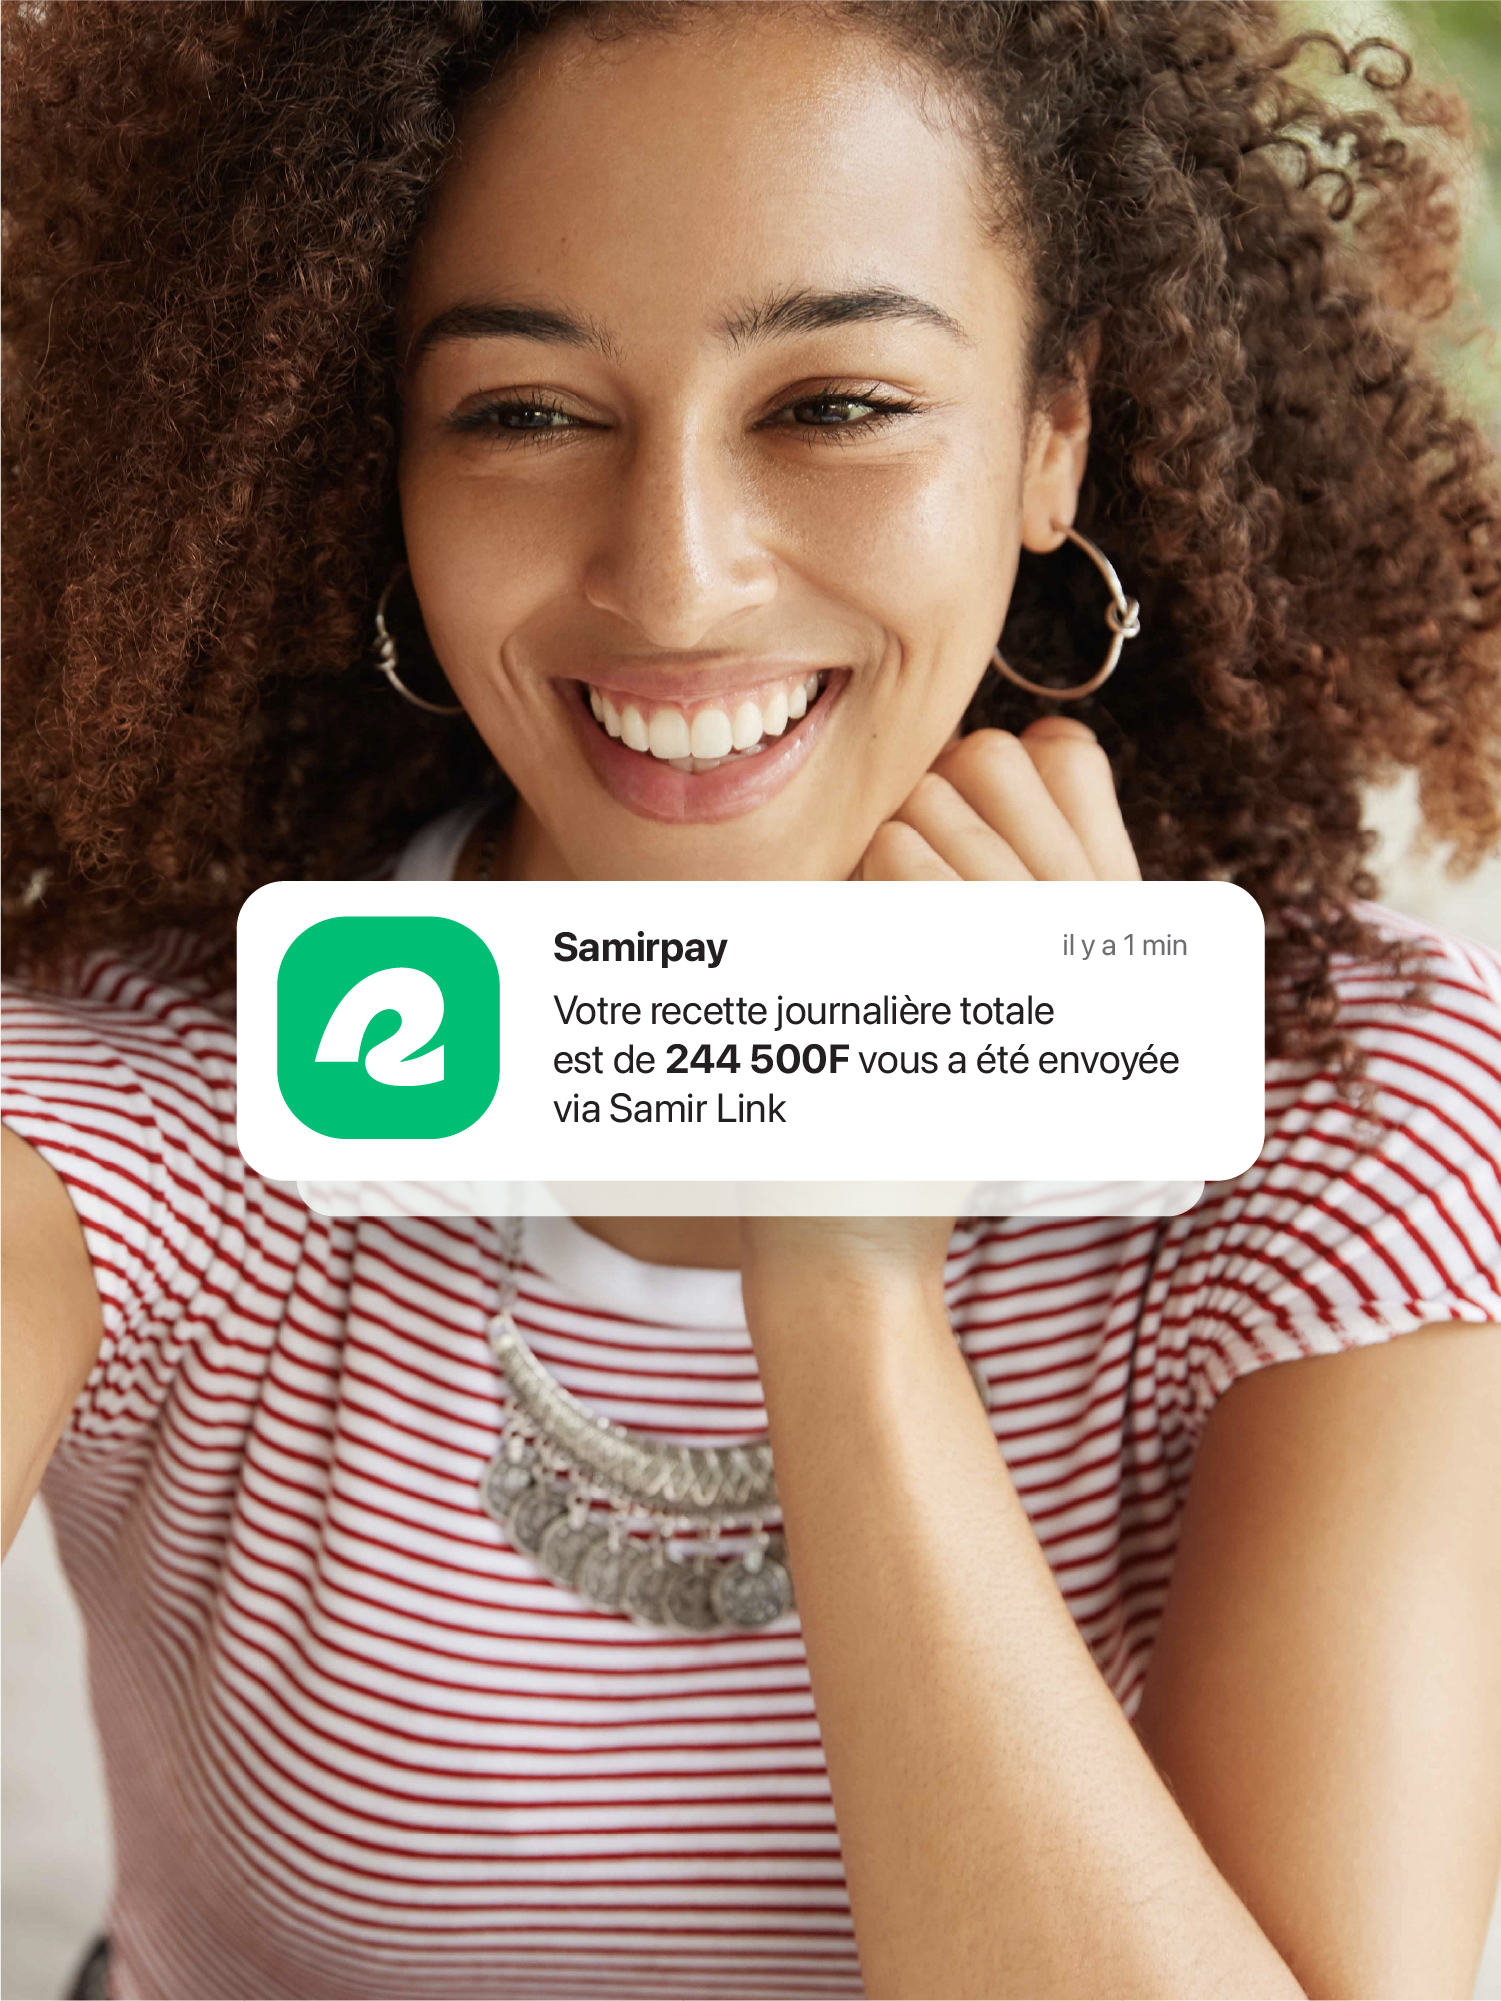 Samirpay
il y a 1 min
Votre recette journalière totale
est de 244 500F vous a été envoyée
via Samir Link